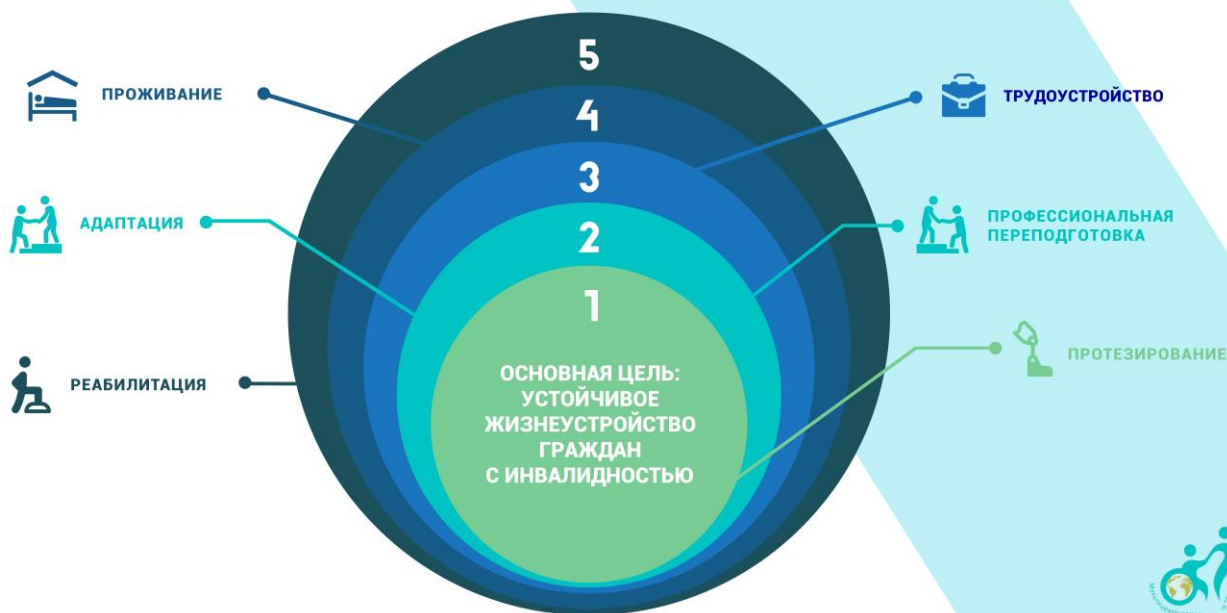 5
ПРОЖИВАНИЕ
4
ТРУДОУСТРОЙСТВО
3
АДАПТАЦИЯ
2
ПРОФЕССИОНАЛЬНАЯ
ПЕРЕПОДГОТОВКА
1
ПРОТЕЗИРОВАНИЕ
РЕАБИЛИТАЦИЯ
ОСНОВНАЯ ЦЕЛЬ:
УСТОЙЧИВОЕ
ЖИЗНЕУСТРОЙСТВО
ГРАЖДАН
С ИНВАЛИДНОСТЬЮ